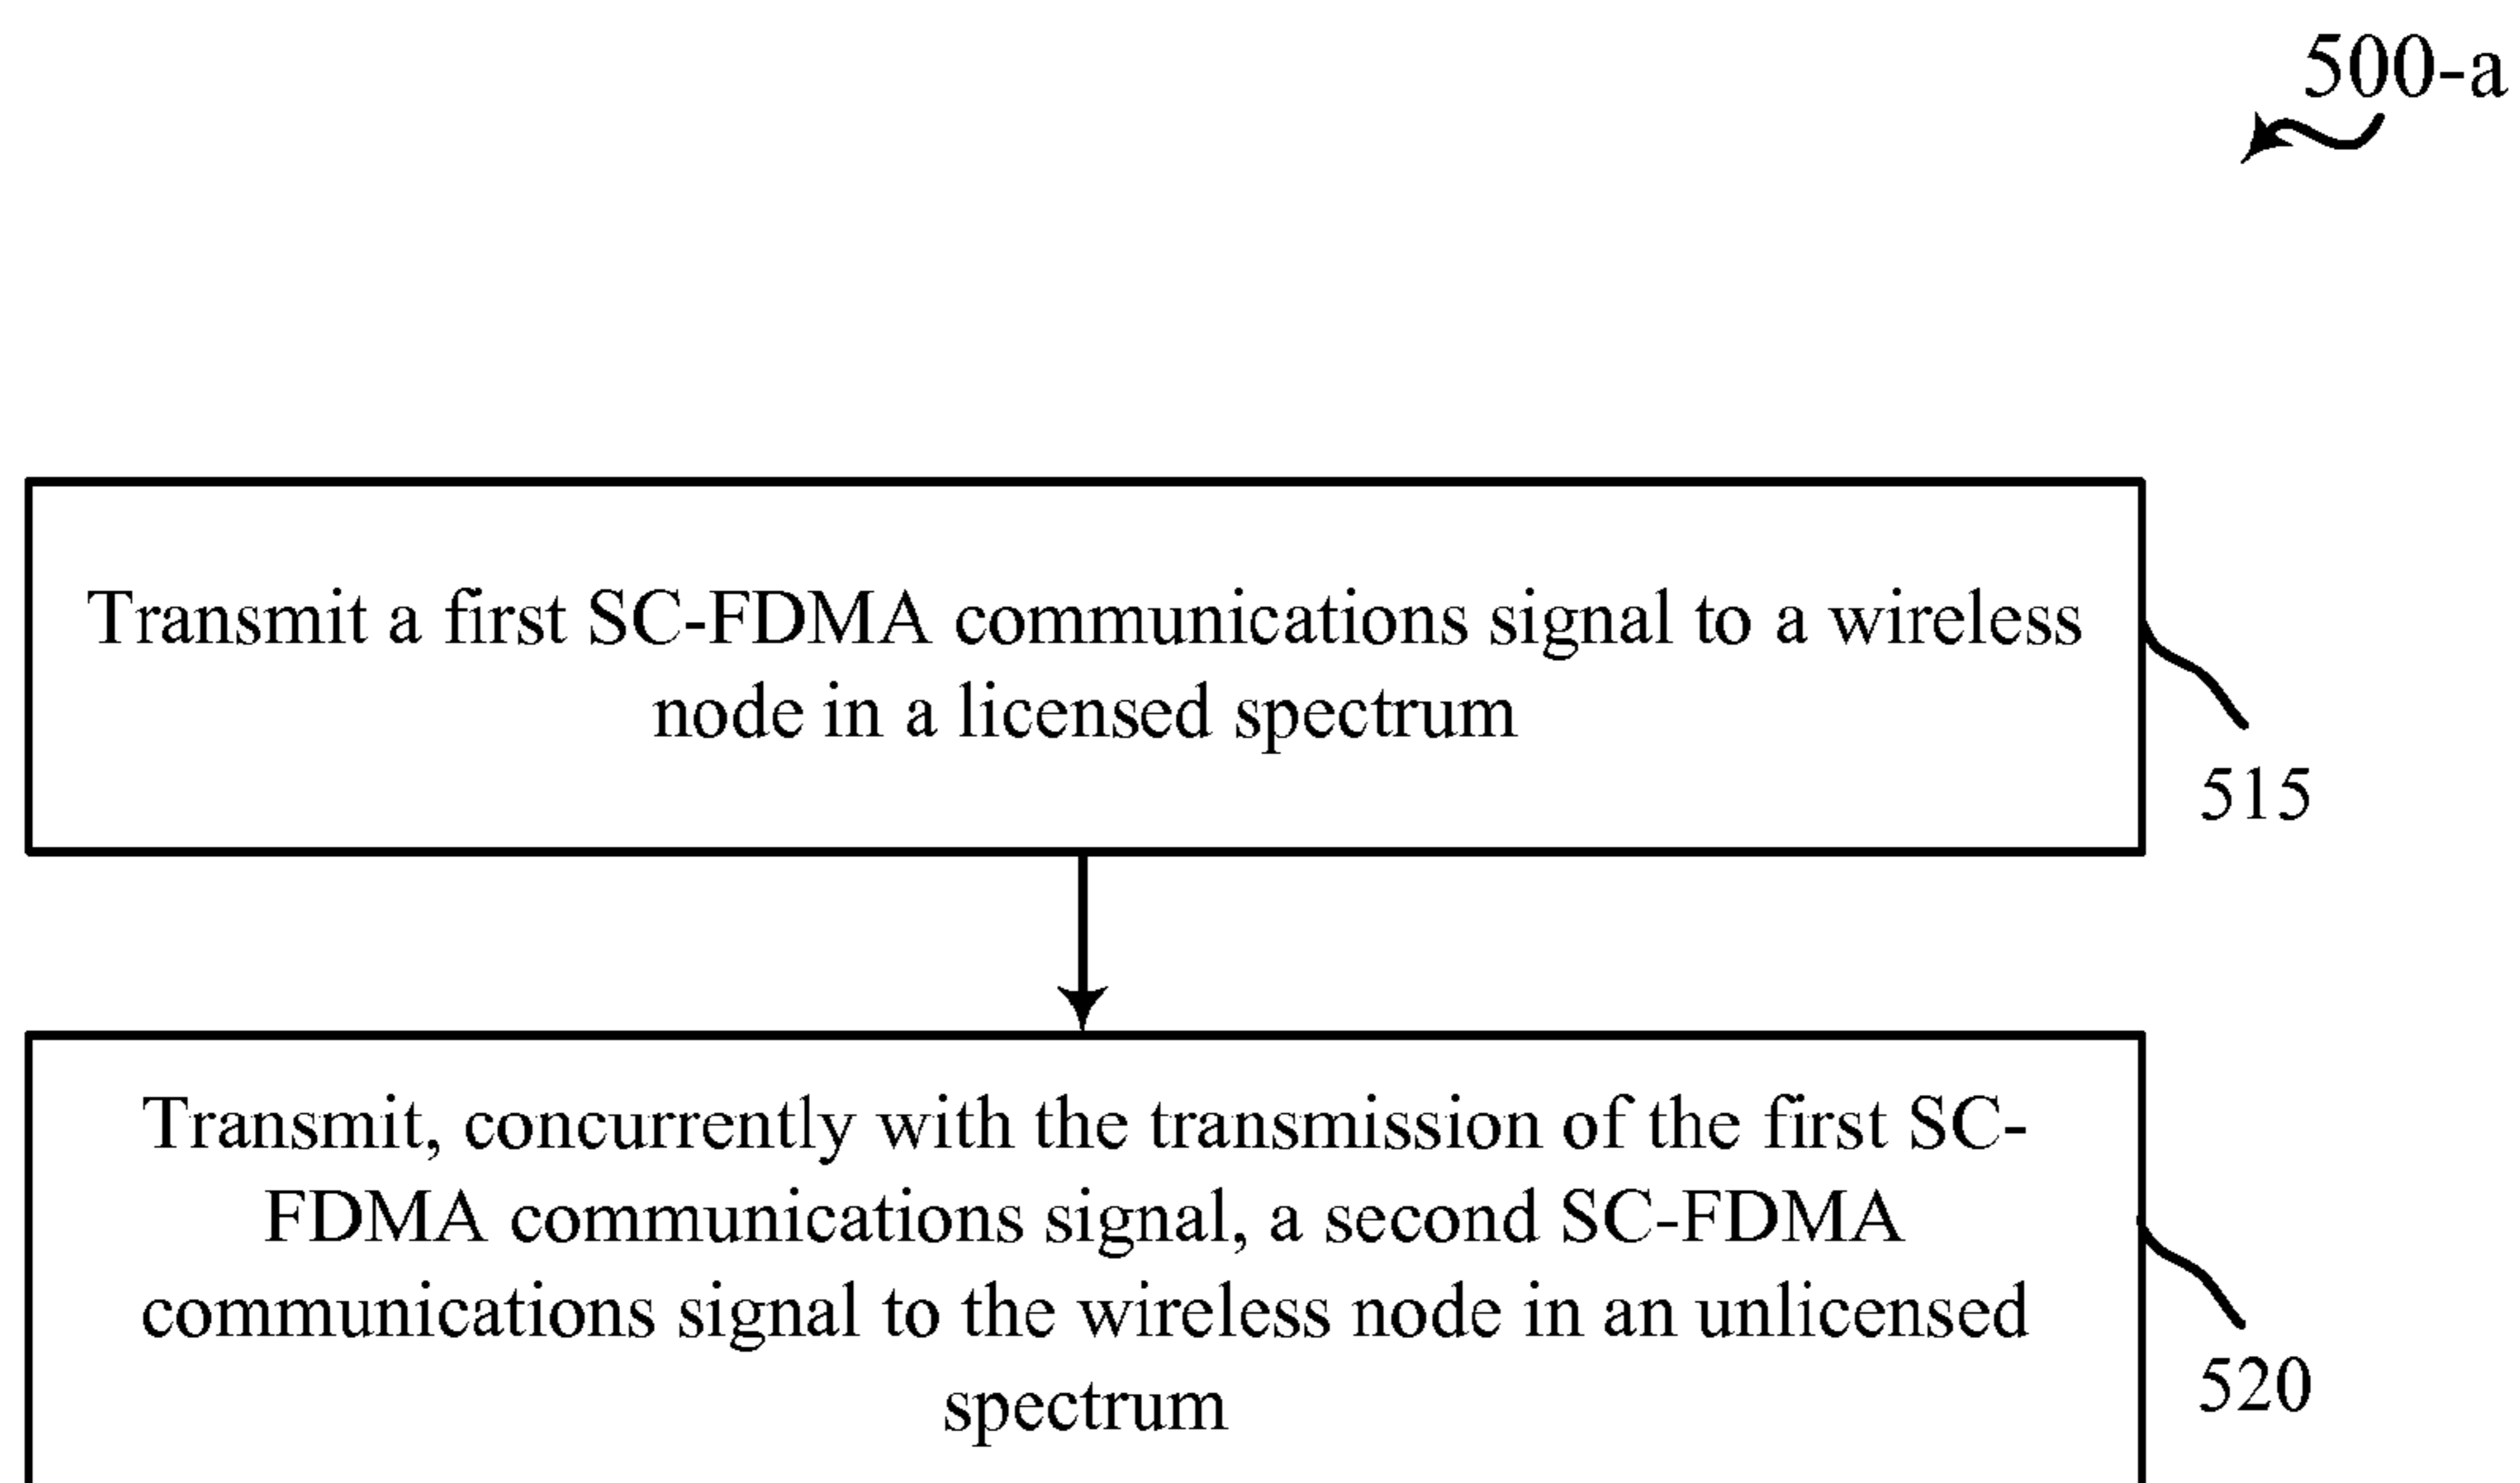 500-a
Transmit a first SC-FDMA communications signal to a wireless
node in a licensed spectrum
515
Transmit, concurrently with the transmission of the first SC-
FDMA communications signal, a second SC-FDMA
communications signal to the wireless node in an unlicensed
spectrum
520